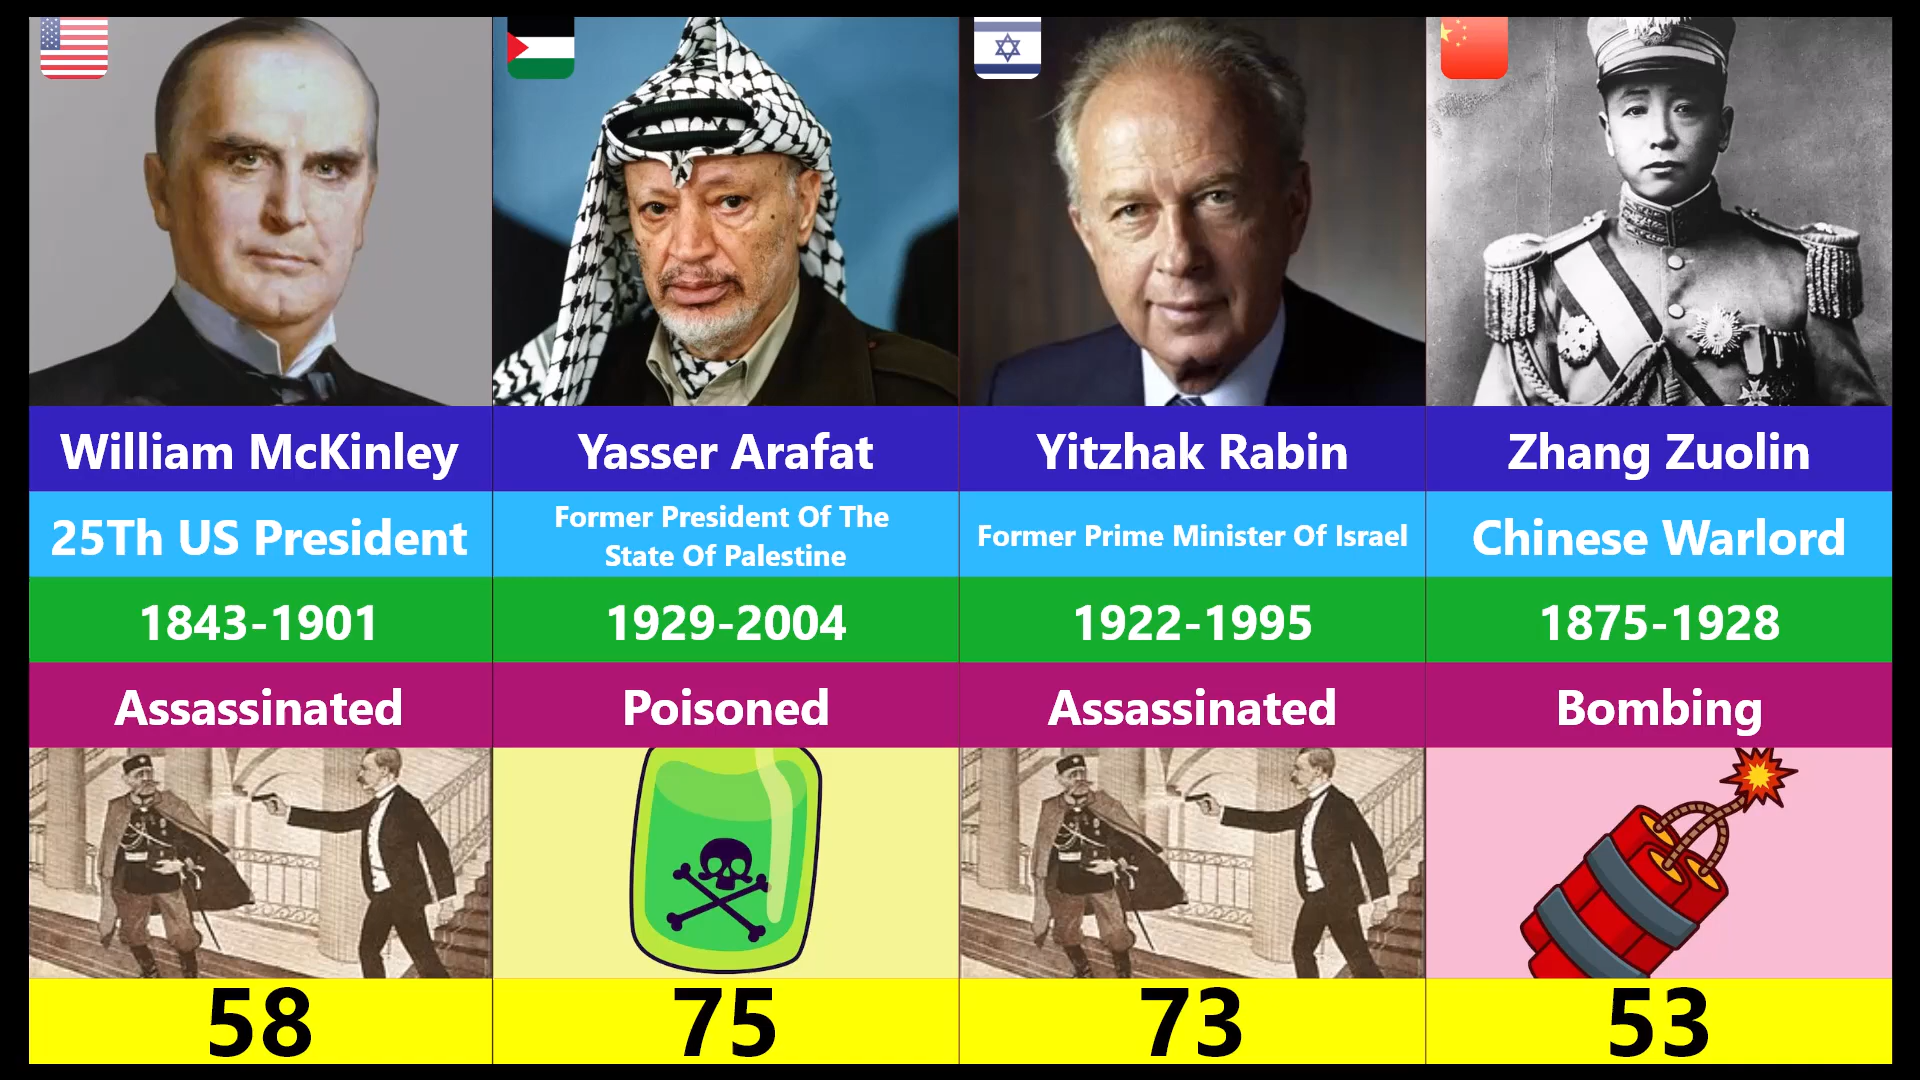 William McKinley
25Th US President
1843-1901
Assassinated
58
Yasser Arafat
Former President Of The
State Of Palestine
1929-2004
Poisoned
75
Yitzhak Rabin
Former Prime Minister Of Israel
1922-1995
Assassinated
73
Zhang Zuolin
Chinese Warlord
1875-1928
Bombing
53